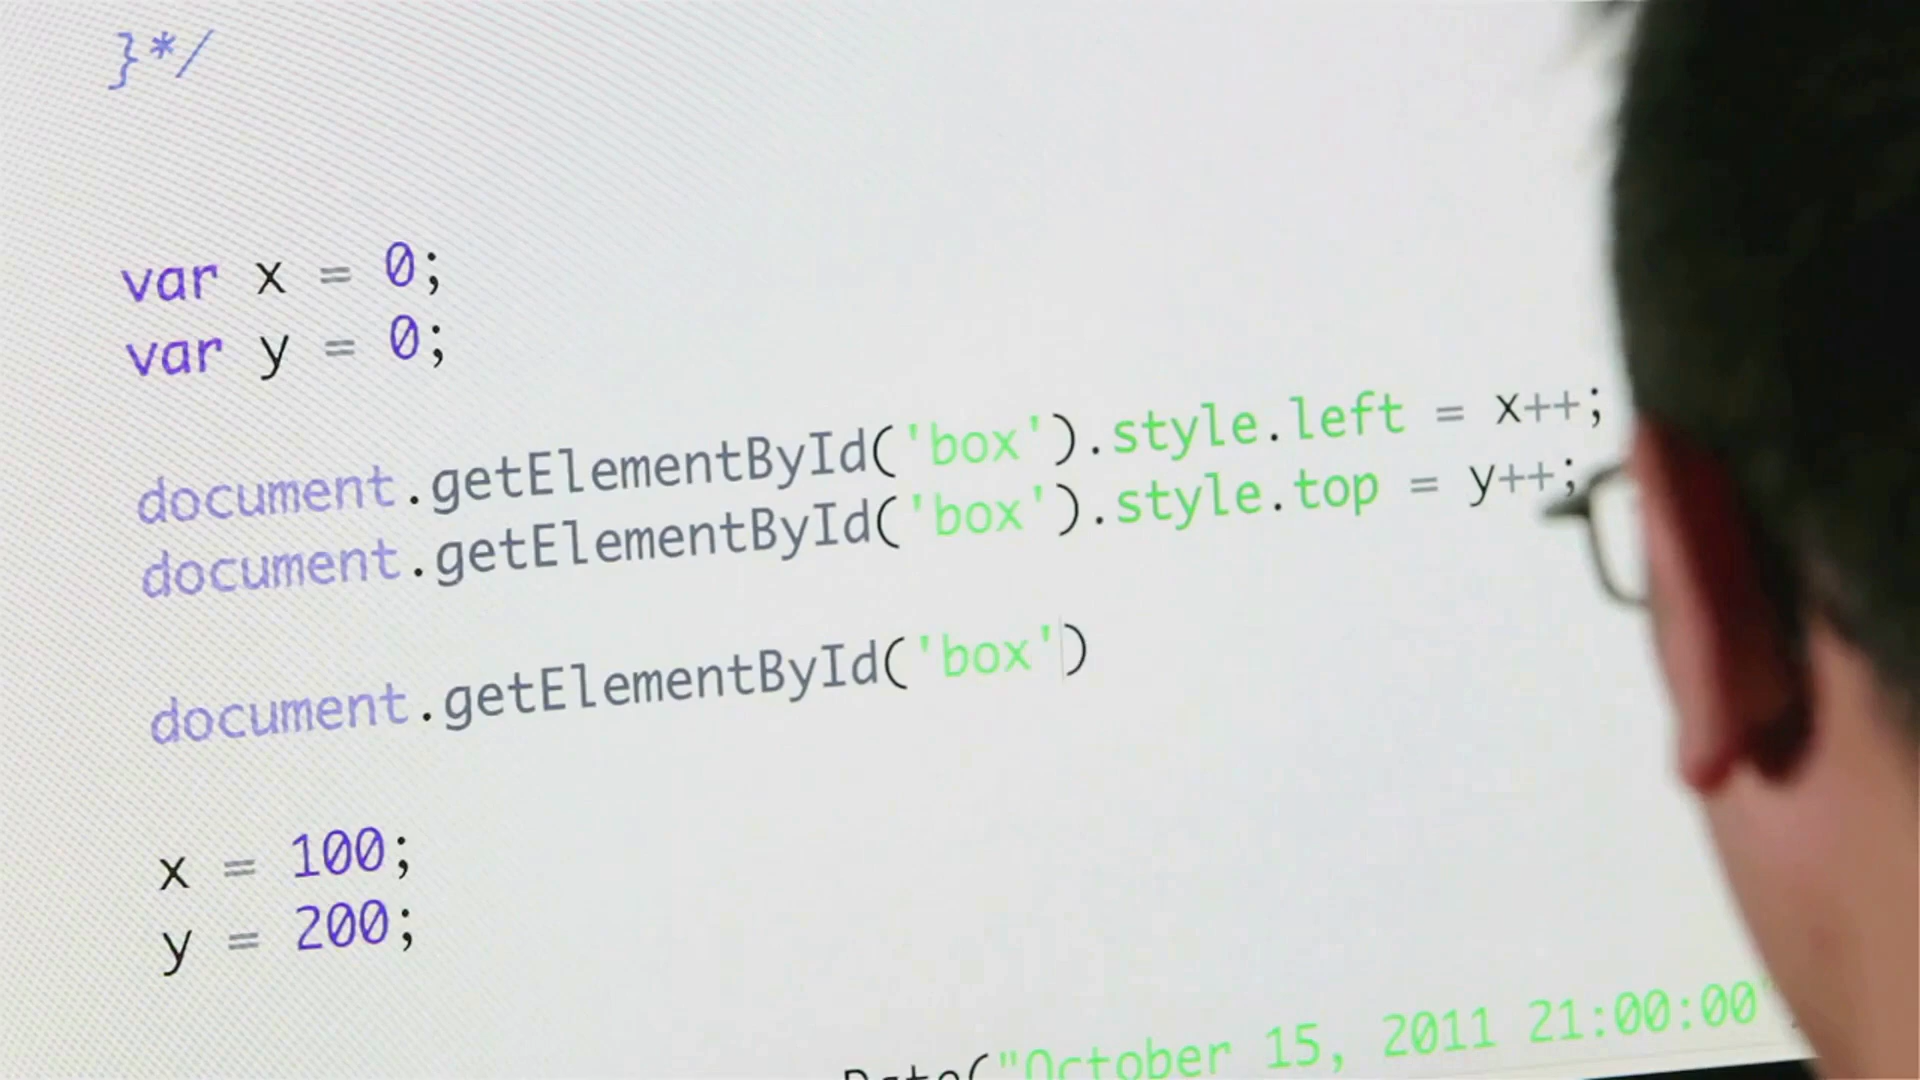 }*/
var x = 0;
var y = 0;
document.getElementById('box').style.left = x++;
document.getElementById('box').style.top = y++;
document.getElementById('box')
x = 100;
y = 200;
Date("October 15, 2011 21:00:00"